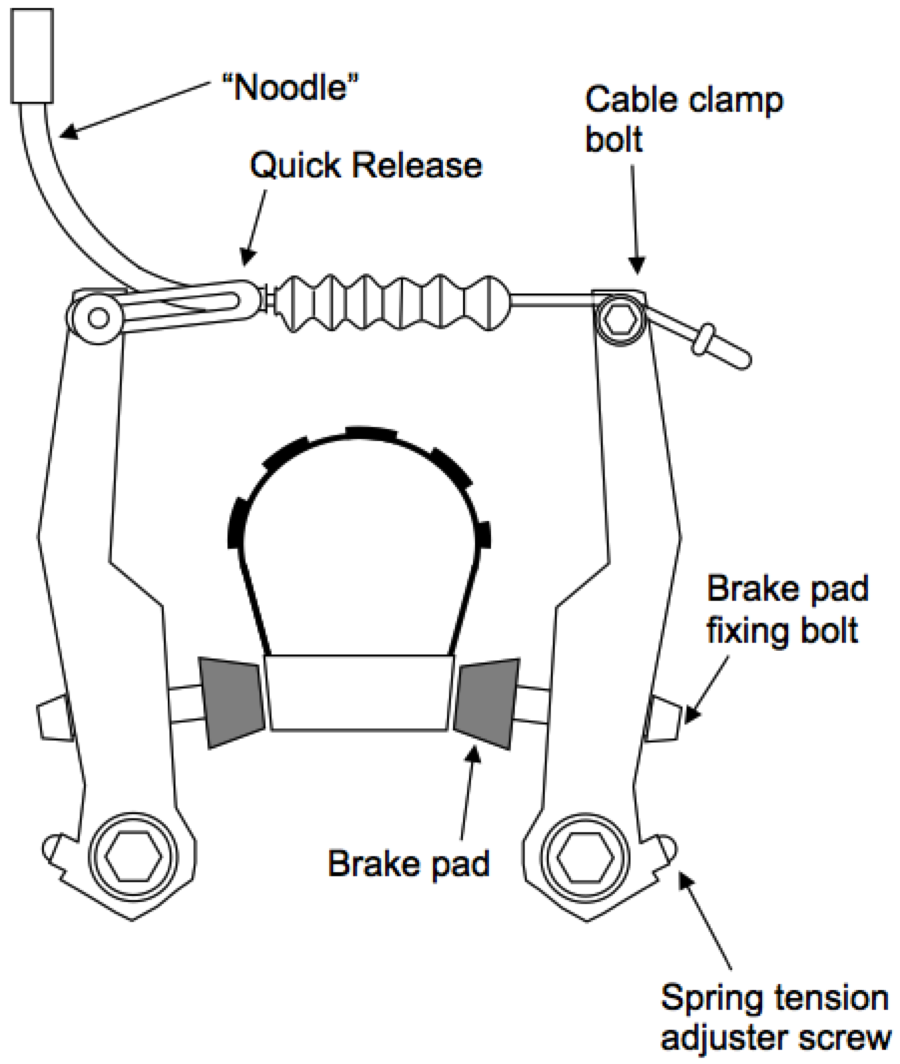 “Noodle”
Cable clamp
bolt
Quick Release
Brake pad
fixing bolt
Brake pad
Spring tension
adjuster screw